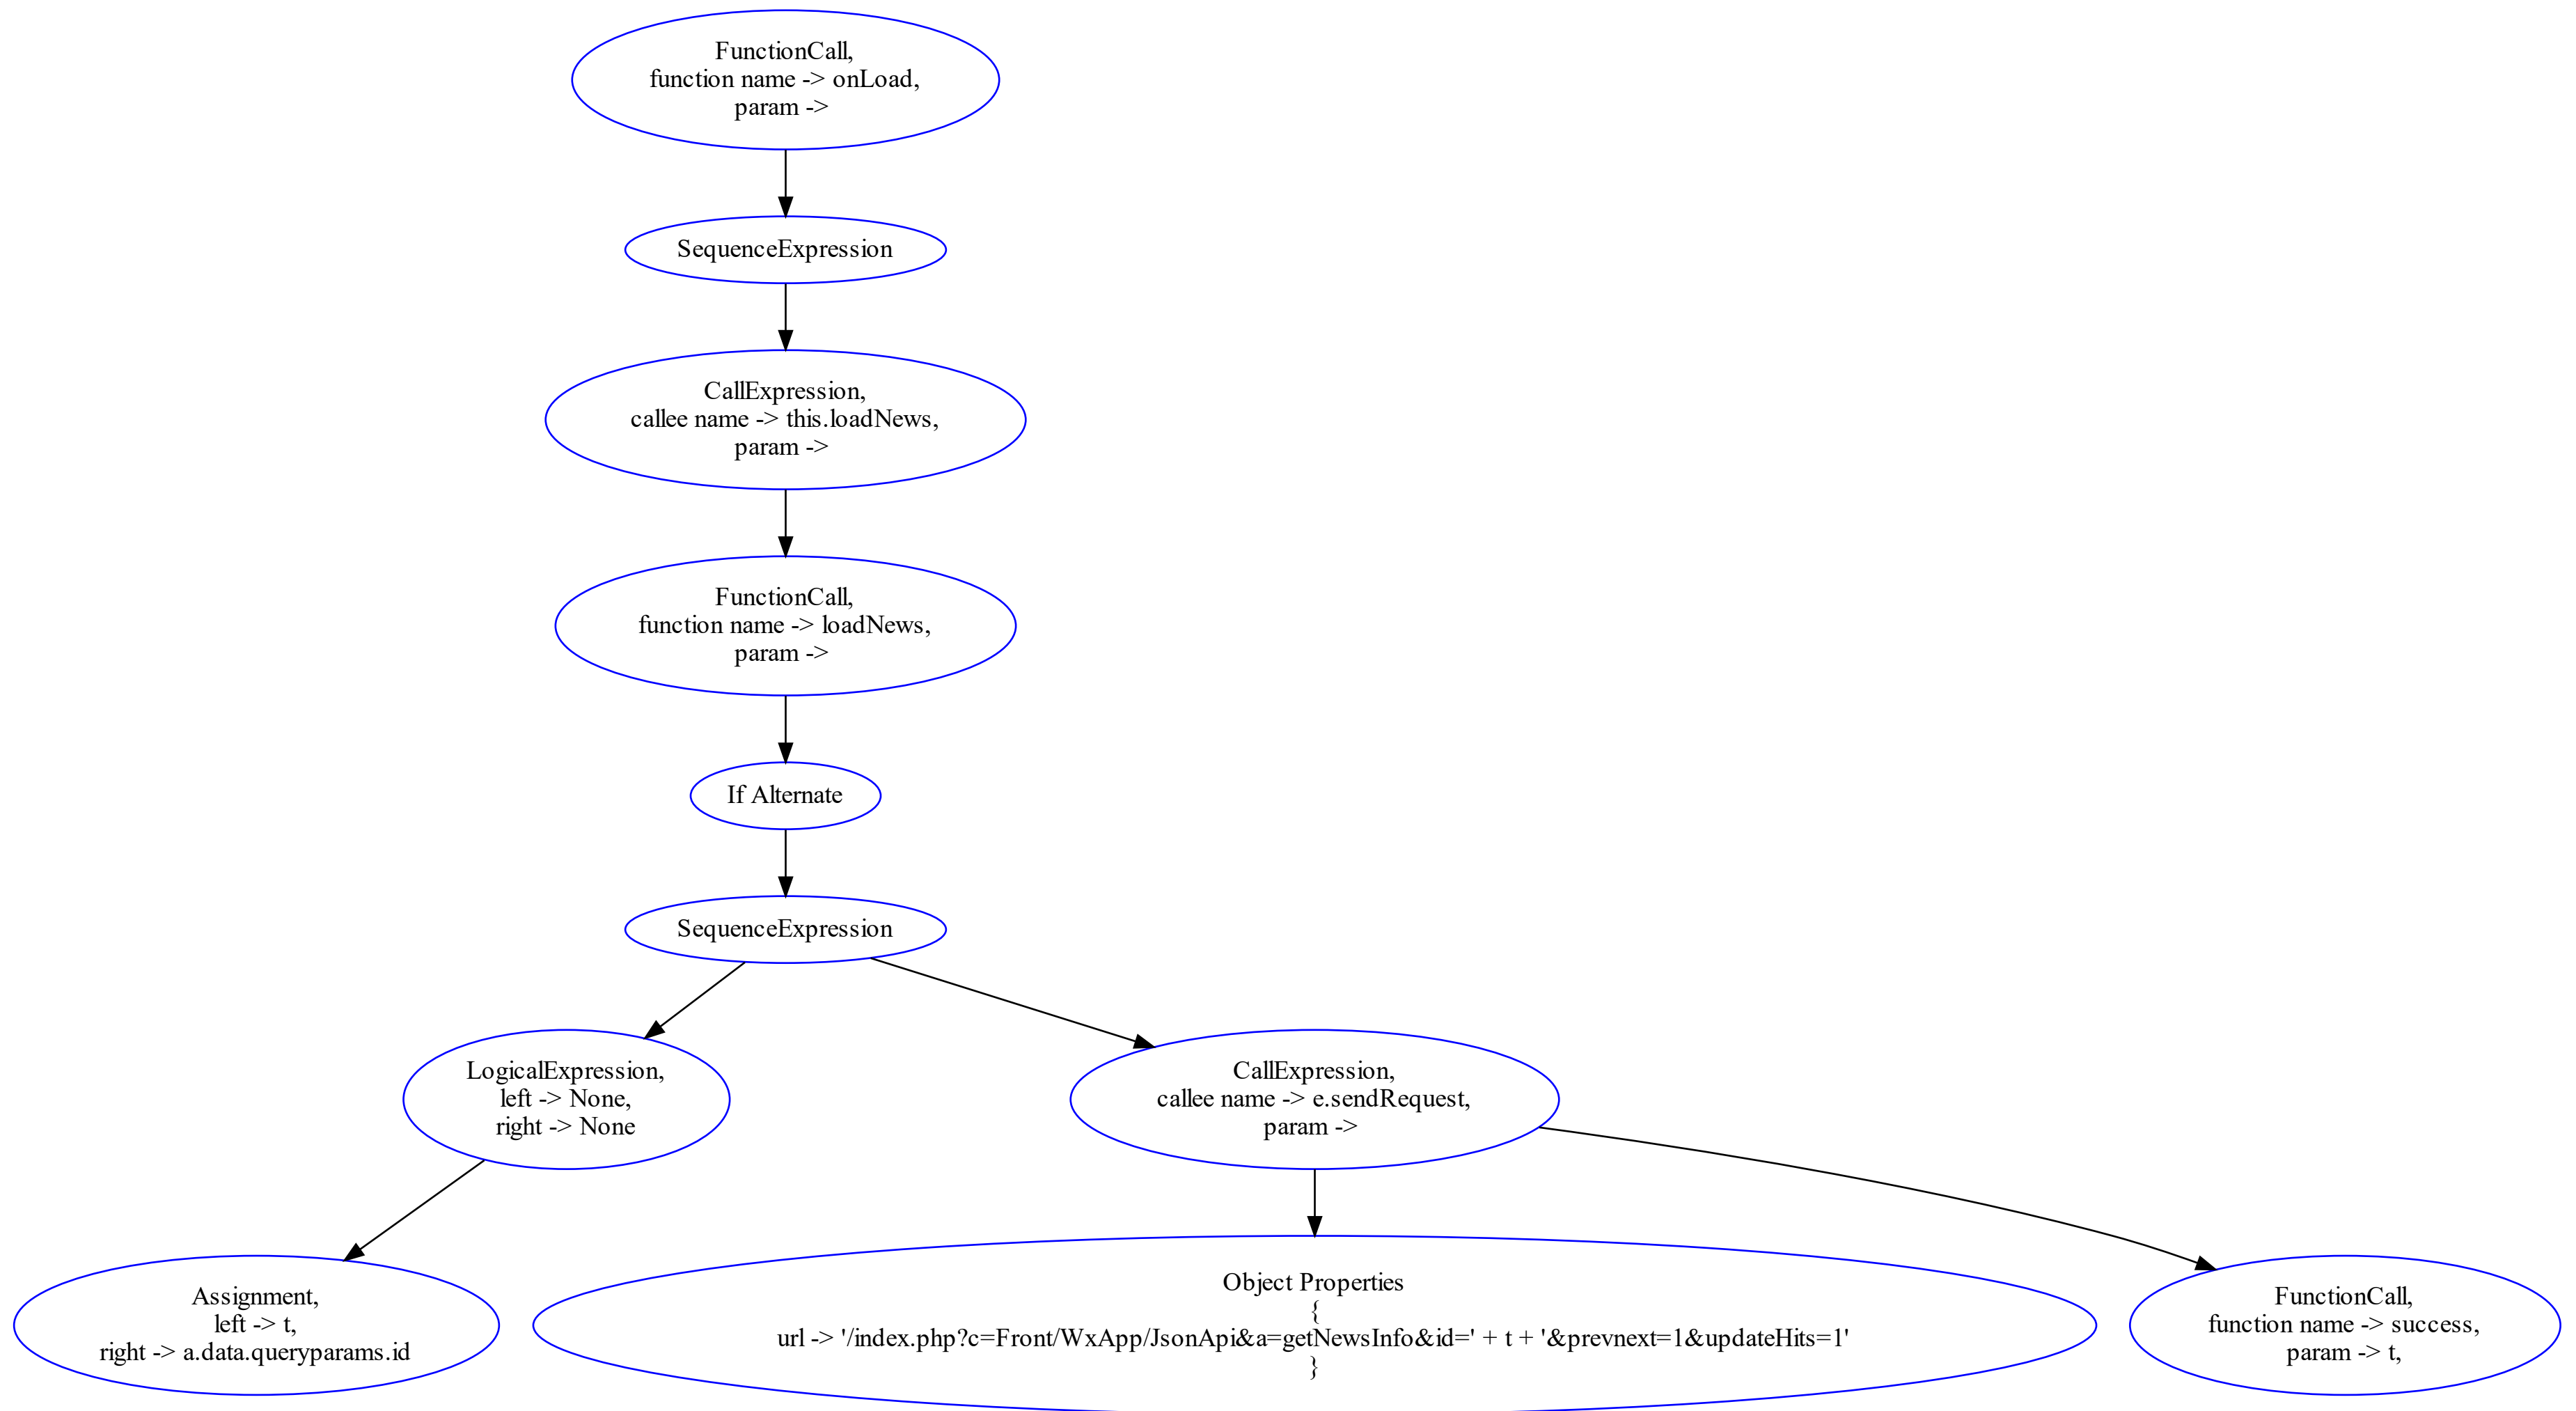 FunctionCall,
function name -> onLoad,
param ->
SequenceExpression
CallExpression,
callee name -> this.loadNews,
param ->
FunctionCall,
function name -> loadNews,
param ->
If Alternate
SequenceExpression
LogicalExpression,
left -> None,
right -> None
CallExpression,
callee name -> e.sendRequest,
param ->
Assignment,
left -> t,
right -> a.data.queryparams.id
Object Properties
{
url -> '/index.php?c=Front/WxApp/JsonApi&a=getNewsInfo&id=' + t + '&prevnext=1&updateHits=1'
}
FunctionCall,
function name -> success,
param -> t,